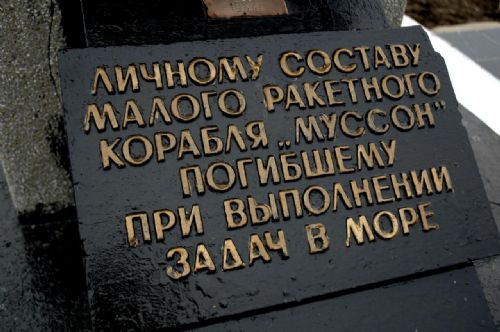 ЛИЧНОМУ СОСТАВУ
МАЛОГО РАКЕТНОГО
КОРАБЛЯ „МУССОН"
ПОГИБШЕМУ
ПРИ ВЫПОЛНЕНИИ
ЗАДАЧ В МОРЕ